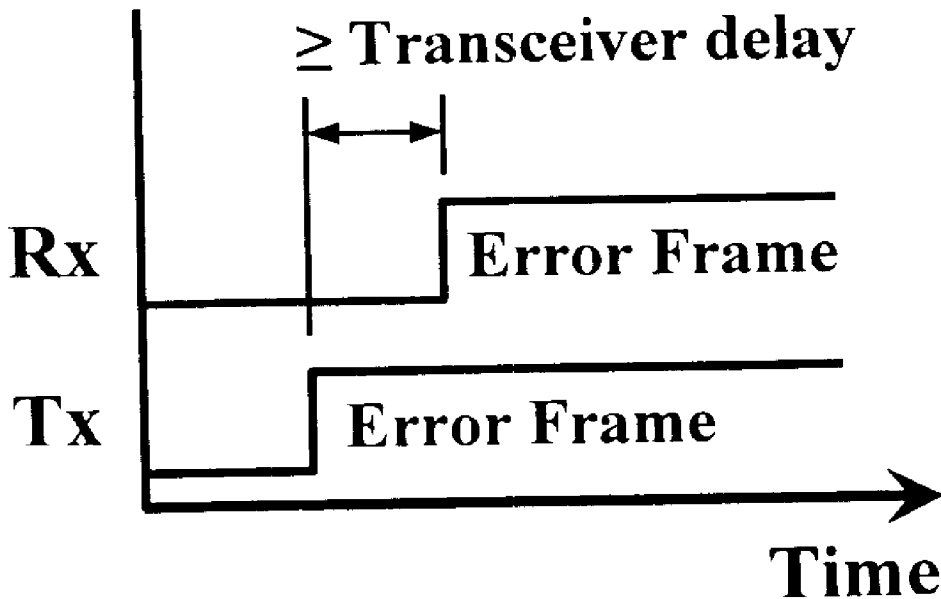 ≥ Transceiver delay
Rx
Error Frame
Tx
Error Frame
Time